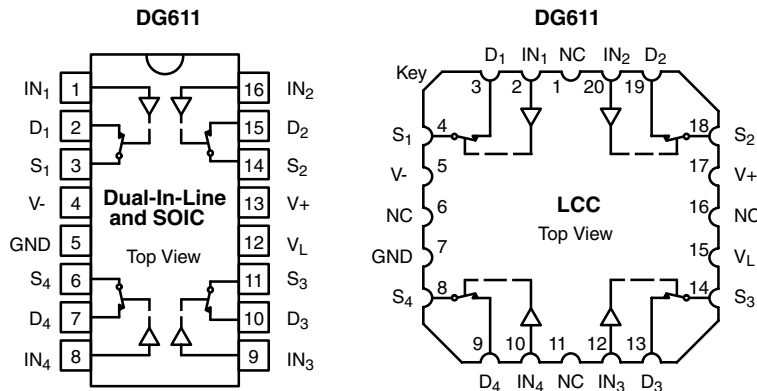 DG611
IN1 1 16 IN2
D1 2 15 D2
S1 3 14 S2
V- 4 Dual-In-Line and SOIC 13 V+
GND 5 Top View 12 VL
S4 6 11 S3
D4 7 10 D3
IN4 8 9 IN3
DG611
D1 IN1 NC IN2 D2
Key 3 2 1 20 19
S1 4 18 S2
V- 5 17 V+
NC 6 LCC 16 NC
GND 7 Top View 15 VL
S4 8 14 S3
9 10 11 12 13
D4 IN4 NC IN3 D3